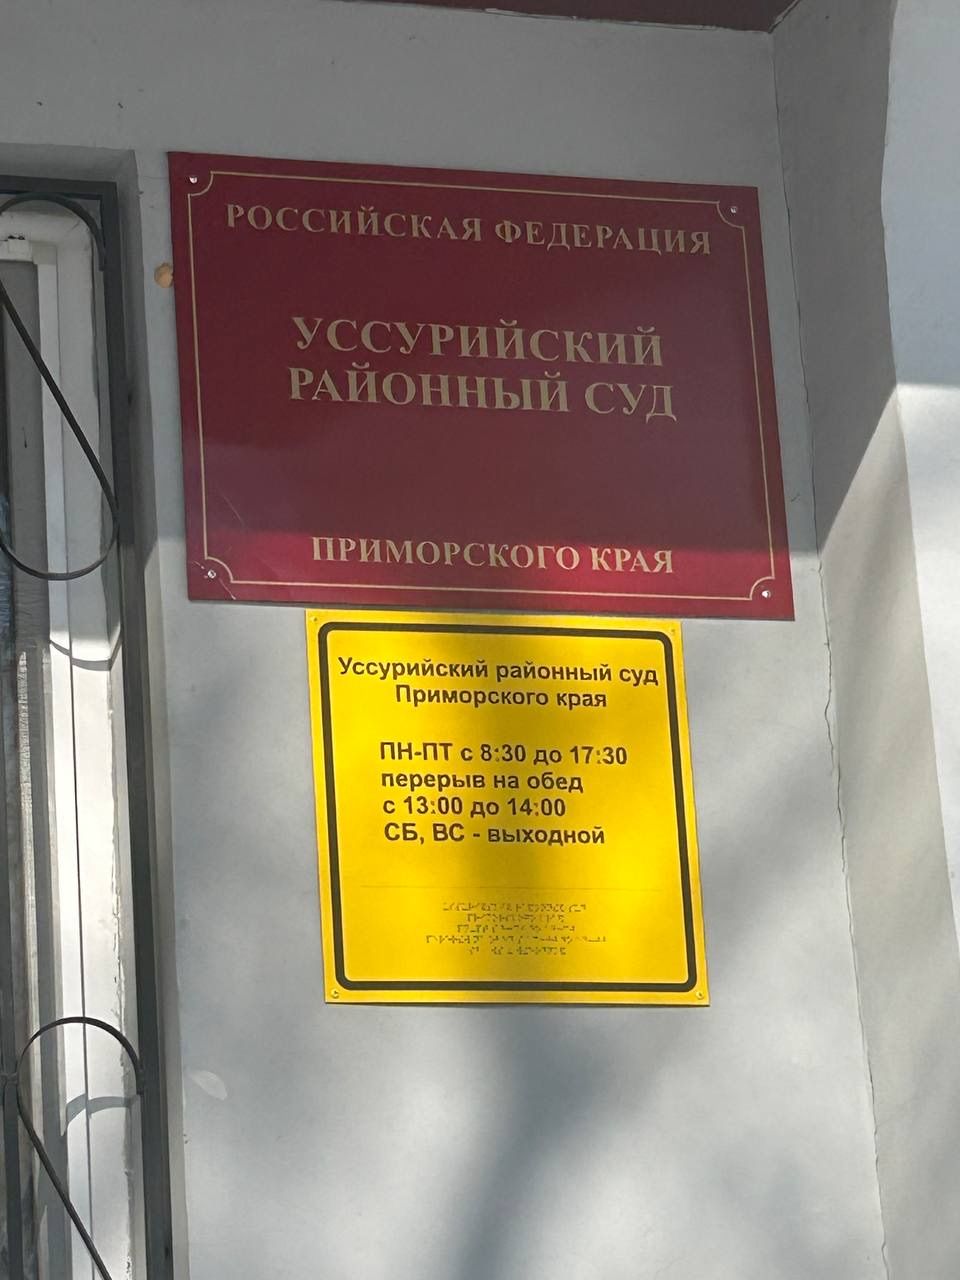 РОССИЙСКАЯ ФЕДЕРАЦИЯ
УССУРИЙСКИЙ
РАЙОННЫЙ СУД
ПРИМОРСКОГО КРАЯ
Уссурийский районный суд
Приморского края
ПН-ПТ с 8:30 до 17:30
перерыв на обед
с 13:00 до 14:00
СБ, ВС - выходной